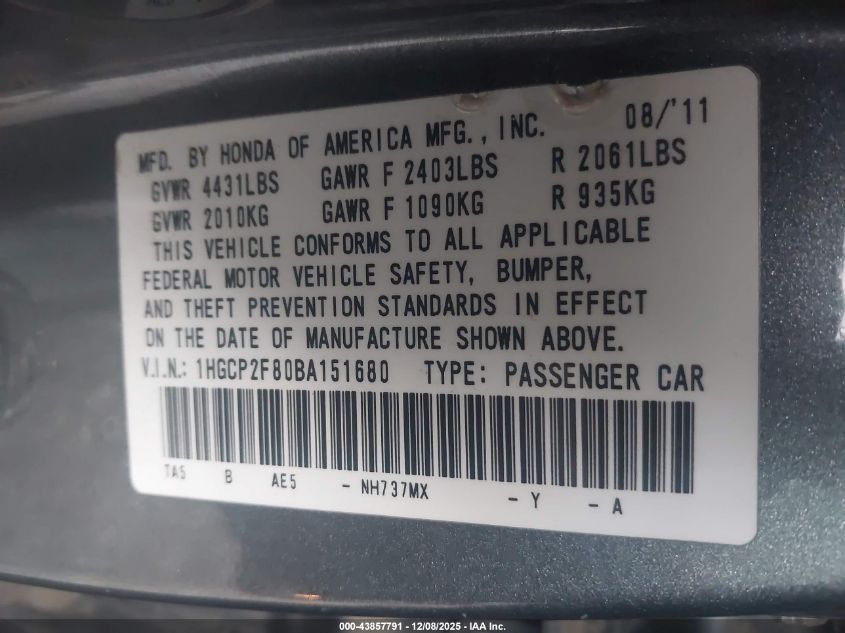 MFD. BY HONDA OF AMERICA MFG., INC. 08/'11
GVWR 4431LBS GAWR F 2403LBS R 2061LBS
GVWR 2010KG GAWR F 1090KG R 935KG
THIS VEHICLE CONFORMS TO ALL APPLICABLE
FEDERAL MOTOR VEHICLE SAFETY, BUMPER,
AND THEFT PREVENTION STANDARDS IN EFFECT
ON THE DATE OF MANUFACTURE SHOWN ABOVE.
V.I.N.: 1HGCP2F80BA151680 TYPE: PASSENGER CAR
TA5 B AE5 - NH737MX - Y - A
000-43857791 - 12/08/2025 - IAA Inc.